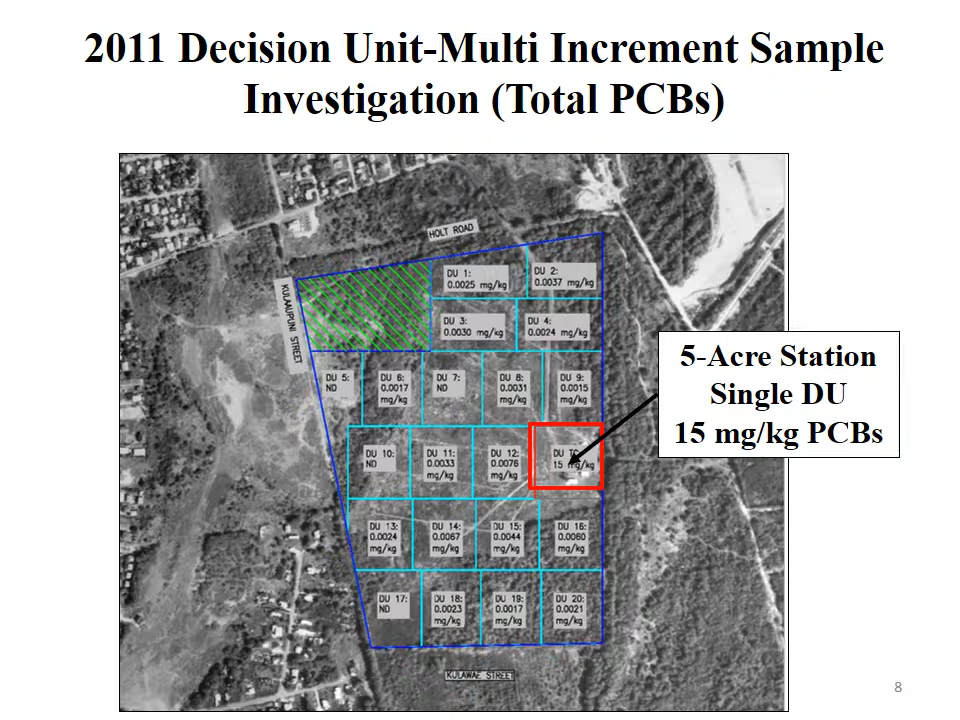 2011 Decision Unit-Multi Increment Sample
Investigation (Total PCBs)
HOLT ROAD
KULAAUPUNI STREET
DU 1:
0.0025 mg/kg
DU 2:
0.0037 mg/kg
DU 3:
0.0030 mg/kg
DU 4:
0.0024 mg/kg
5-Acre Station
Single DU
15 mg/kg PCBs
DU 5:
ND
DU 6:
0.0017
mg/kg
DU 7:
ND
DU 8:
0.0031
mg/kg
DU 9:
0.0015
mg/kg
DU 10:
ND
DU 11:
0.0033
mg/kg
DU 12:
0.0076
mg/kg
DU
15 mg/kg
DU 13:
0.0024
mg/kg
DU 14:
0.0067
mg/kg
DU 15:
0.0044
mg/kg
DU 16:
0.0060
mg/kg
DU 17:
ND
DU 18:
0.0023
mg/kg
DU 19:
0.0017
mg/kg
DU 20:
0.0021
mg/kg
KULAWAE STREET
8